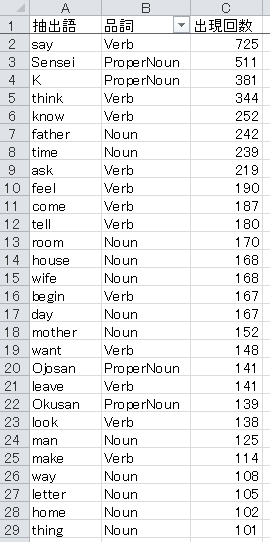 A B C
1 抽出語 品詞 出現回数
2 say Verb 725
3 Sensei ProperNoun 511
4 K ProperNoun 381
5 think Verb 344
6 know Verb 252
7 father Noun 242
8 time Noun 239
9 ask Verb 219
10 feel Verb 190
11 come Verb 187
12 tell Verb 180
13 room Noun 170
14 house Noun 168
15 wife Noun 168
16 begin Verb 167
17 day Noun 167
18 mother Noun 152
19 want Verb 148
20 Ojosan ProperNoun 141
21 leave Verb 141
22 Okusan ProperNoun 139
23 look Verb 138
24 man Noun 125
25 make Verb 114
26 way Noun 108
27 letter Noun 105
28 home Noun 102
29 thing Noun 101